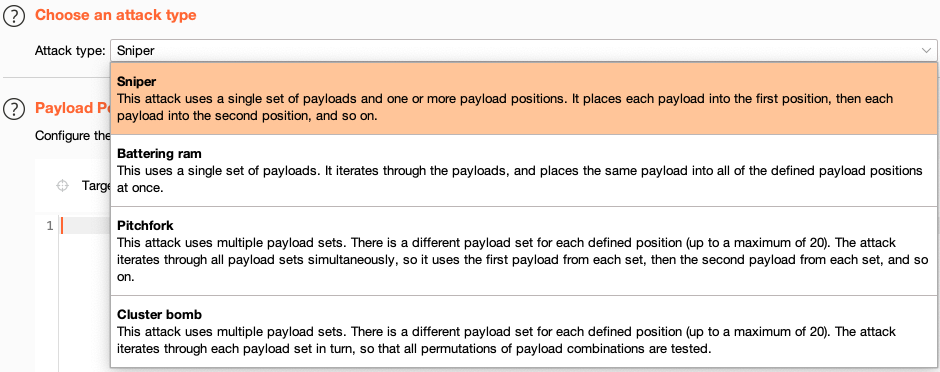 ? Choose an attack type
Attack type: Sniper
Sniper
This attack uses a single set of payloads and one or more payload positions. It places each payload into the first position, then each
payload into the second position, and so on.
? Payload Po
Configure the
Battering ram
This uses a single set of payloads. It iterates through the payloads, and places the same payload into all of the defined payload positions
at once.
Targe
Pitchfork
1
This attack uses multiple payload sets. There is a different payload set for each defined position (up to a maximum of 20). The attack
iterates through all payload sets simultaneously, so it uses the first payload from each set, then the second payload from each set, and so
on.
Cluster bomb
This attack uses multiple payload sets. There is a different payload set for each defined position (up to a maximum of 20). The attack
iterates through each payload set in turn, so that all permutations of payload combinations are tested.